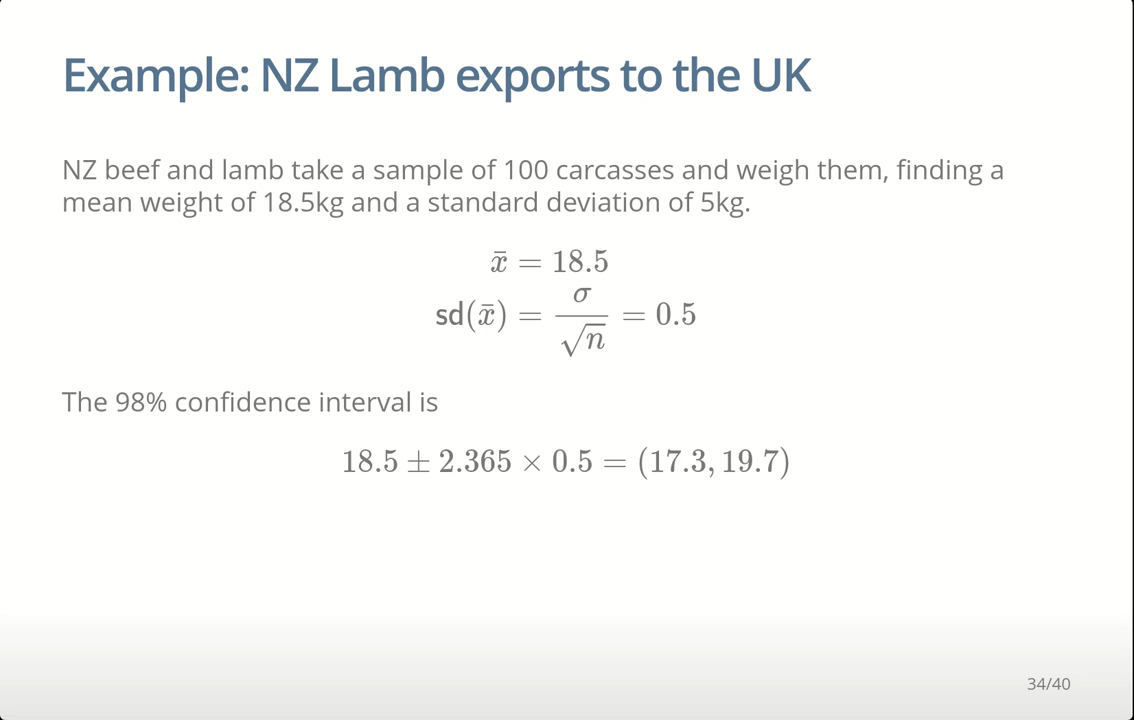 Example: NZ Lamb exports to the UK
NZ beef and lamb take a sample of 100 carcasses and weigh them, finding a
mean weight of 18.5kg and a standard deviation of 5kg.
x̄ = 18.5
sd(x̄) = σ/√n = 0.5
The 98% confidence interval is
18.5 ± 2.365 × 0.5 = (17.3, 19.7)
34/40